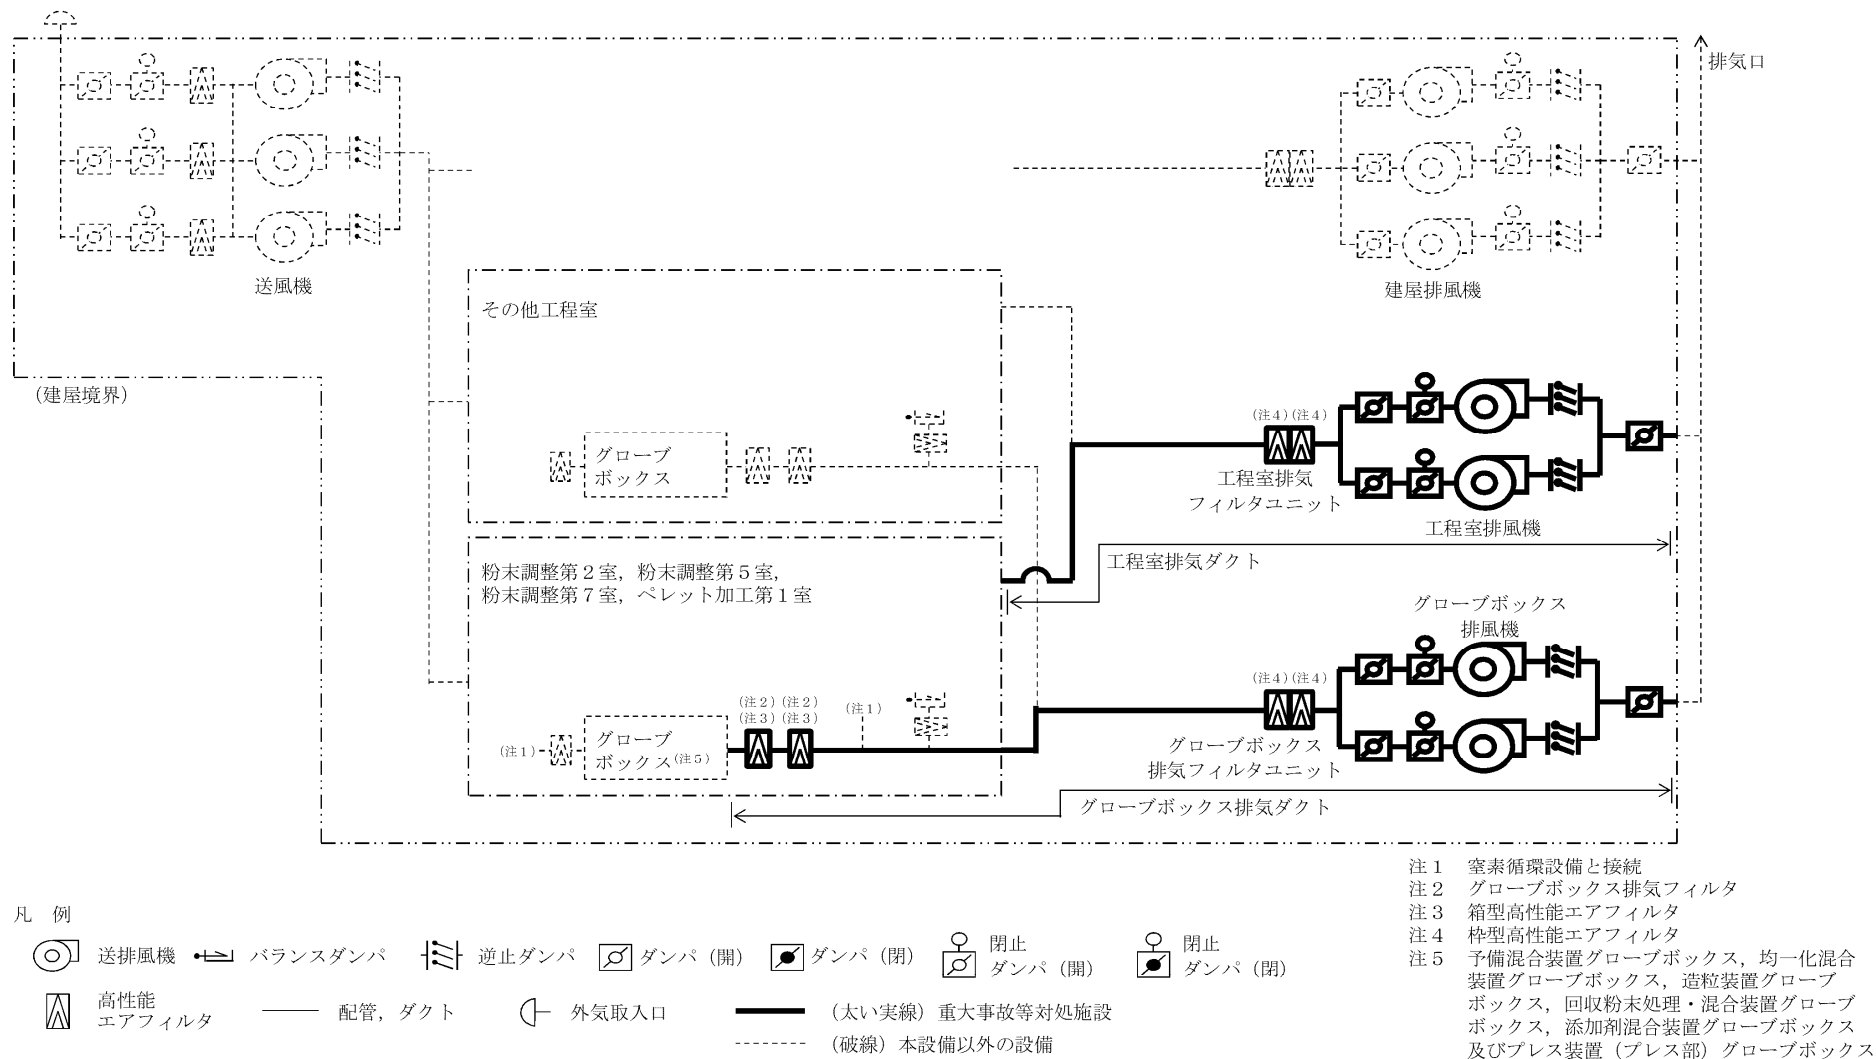 排気口
送風機
建屋排風機
（建屋境界）
その他工程室
グローブ
ボックス
（注４）（注４）
工程室排気
フィルタユニット
工程室排風機
工程室排気ダクト
粉末調整第２室，粉末調整第５室，
粉末調整第７室，ペレット加工第１室
グローブボックス
排風機
（注４）（注４）
（注２）（注２）
（注３）（注３）
（注１）
（注１）
グローブ
ボックス（注５）
グローブボックス
排気フィルタユニット
グローブボックス排気ダクト
凡　例
送排風機
バランスダンパ
逆止ダンパ
ダンパ（開）
ダンパ（閉）
閉止
ダンパ（開）
閉止
ダンパ（閉）
高性能
エアフィルタ
配管，ダクト
外気取入口
（太い実線）重大事故等対処施設
（破線）本設備以外の設備
注１　窒素循環設備と接続
注２　グローブボックス排気フィルタ
注３　箱型高性能エアフィルタ
注４　枠型高性能エアフィルタ
注５　予備混合装置グローブボックス，均一化混合
装置グローブボックス，造粒装置グローブ
ボックス，回収粉末処理・混合装置グローブ
ボックス，添加剤混合装置グローブボックス
及びプレス装置（プレス部）グローブボックス